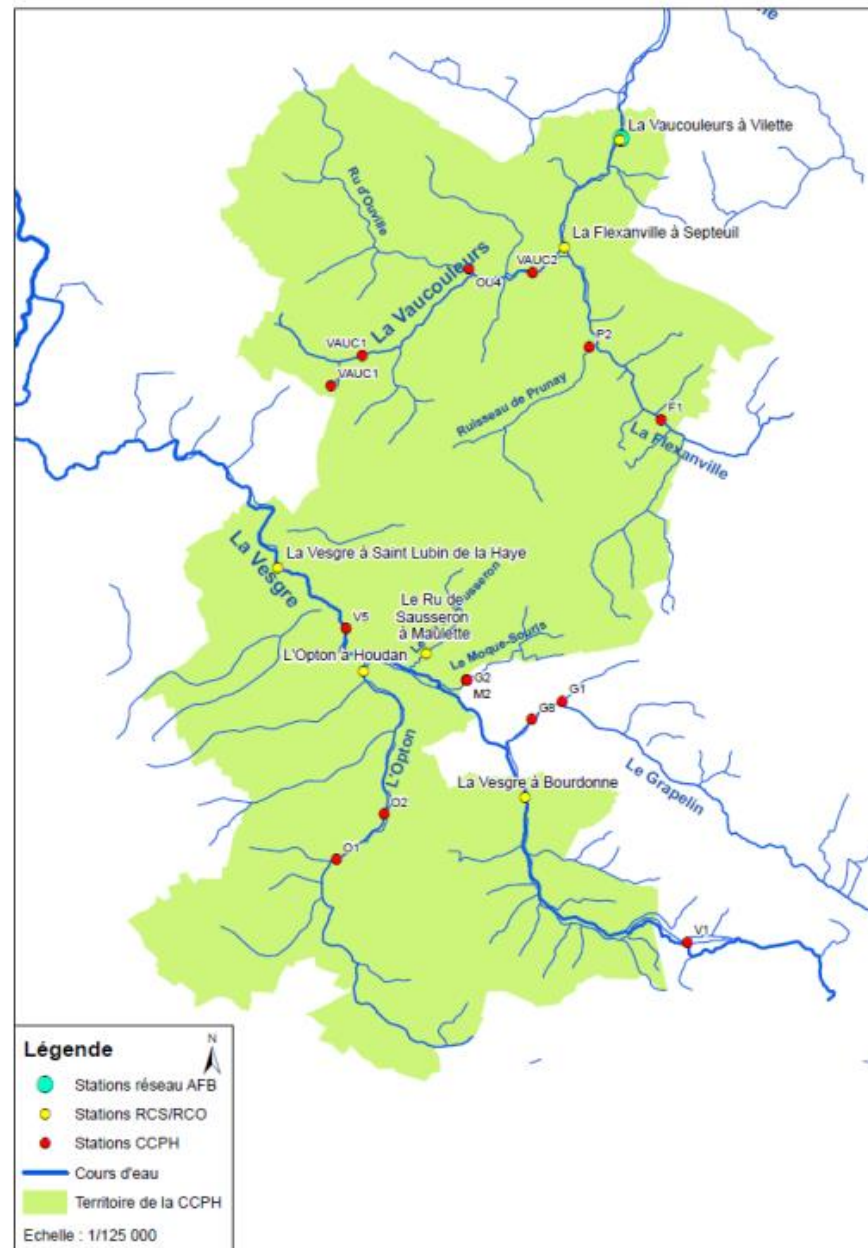 La Vaucouleurs à Vilette
Ru d'Ouville
La Flexanville à Septeuil
VAUC2
OU4
La Vaucouleurs
VAUC1
P2
VAUC1
Ruisseau de Prunay
F1
La Flexanville
La Vesgre à Saint Lubin de la Haye
La Vesgre
Le Ru de
Sausseron
à Maulette
V5
L'Opton à Houdan
Le Moque-Souris
G2
M2
G1
G8
L'Opton
Le Grapelin
La Vesgre à Bourdonne
O2
O1
V1
Légende
N
Stations réseau AFB
Stations RCS/RCO
Stations CCPH
Cours d'eau
Territoire de la CCPH
Echelle : 1/125 000